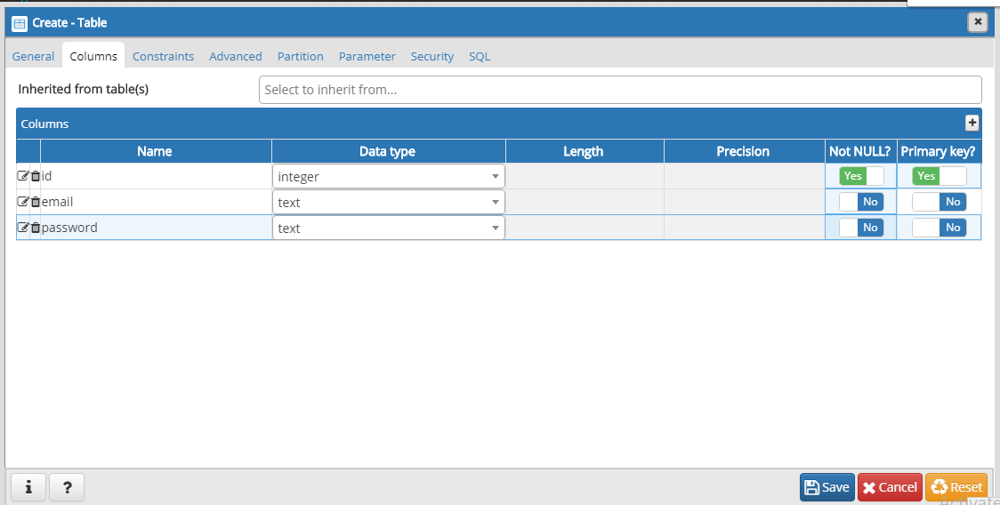 Create - Table
General Columns Constraints Advanced Partition Parameter Security SQL
Inherited from table(s) Select to inherit from...
Columns
Name Data type Length Precision Not NULL? Primary key?
id integer Yes Yes
email text No No
password text No No
i ? Save Cancel Reset